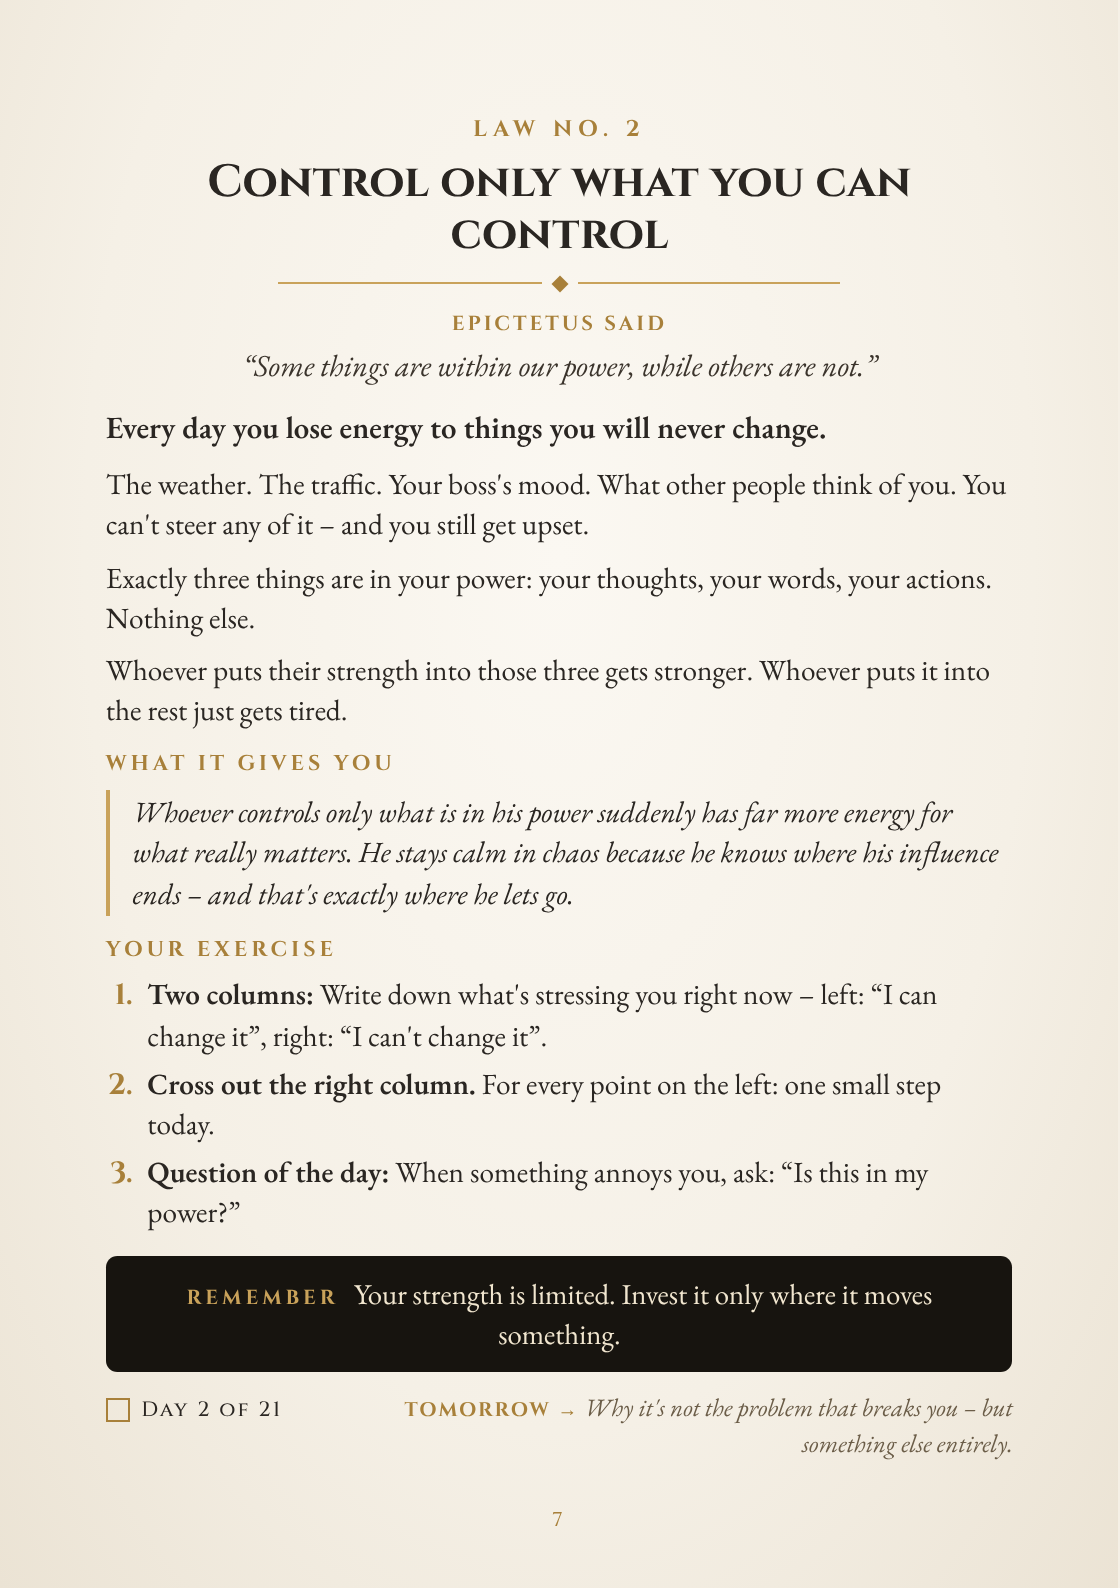 LAW NO. 2
CONTROL ONLY WHAT YOU CAN
CONTROL
EPICTETUS SAID
“Some things are within our power, while others are not.”
Every day you lose energy to things you will never change.
The weather. The traffic. Your boss's mood. What other people think of you. You
can't steer any of it – and you still get upset.
Exactly three things are in your power: your thoughts, your words, your actions.
Nothing else.
Whoever puts their strength into those three gets stronger. Whoever puts it into
the rest just gets tired.
WHAT IT GIVES YOU
Whoever controls only what is in his power suddenly has far more energy for
what really matters. He stays calm in chaos because he knows where his influence
ends – and that's exactly where he lets go.
YOUR EXERCISE
1. Two columns: Write down what's stressing you right now – left: “I can
change it”, right: “I can't change it”.
2. Cross out the right column. For every point on the left: one small step
today.
3. Question of the day: When something annoys you, ask: “Is this in my
power?”
REMEMBER Your strength is limited. Invest it only where it moves
something.
DAY 2 OF 21
TOMORROW → Why it's not the problem that breaks you – but
something else entirely.
7